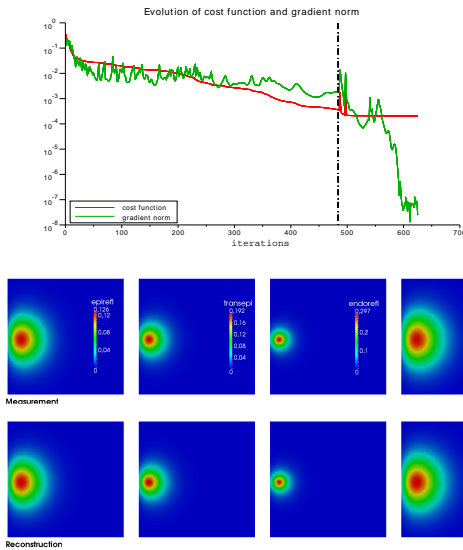 Evolution of cost function and gradient norm
10^0
10^-1
10^-2
10^-3
10^-4
10^-5
10^-6
10^-7
10^-8
cost function
gradient norm
0 100 200 300 400 500 600 700
iterations
epirefl
0,126
0,12
0,08
0,04
0
transepi
0,192
0,16
0,12
0,08
0,04
0
endorefl
0,297
0,2
0,1
0
Measurement
Reconstruction